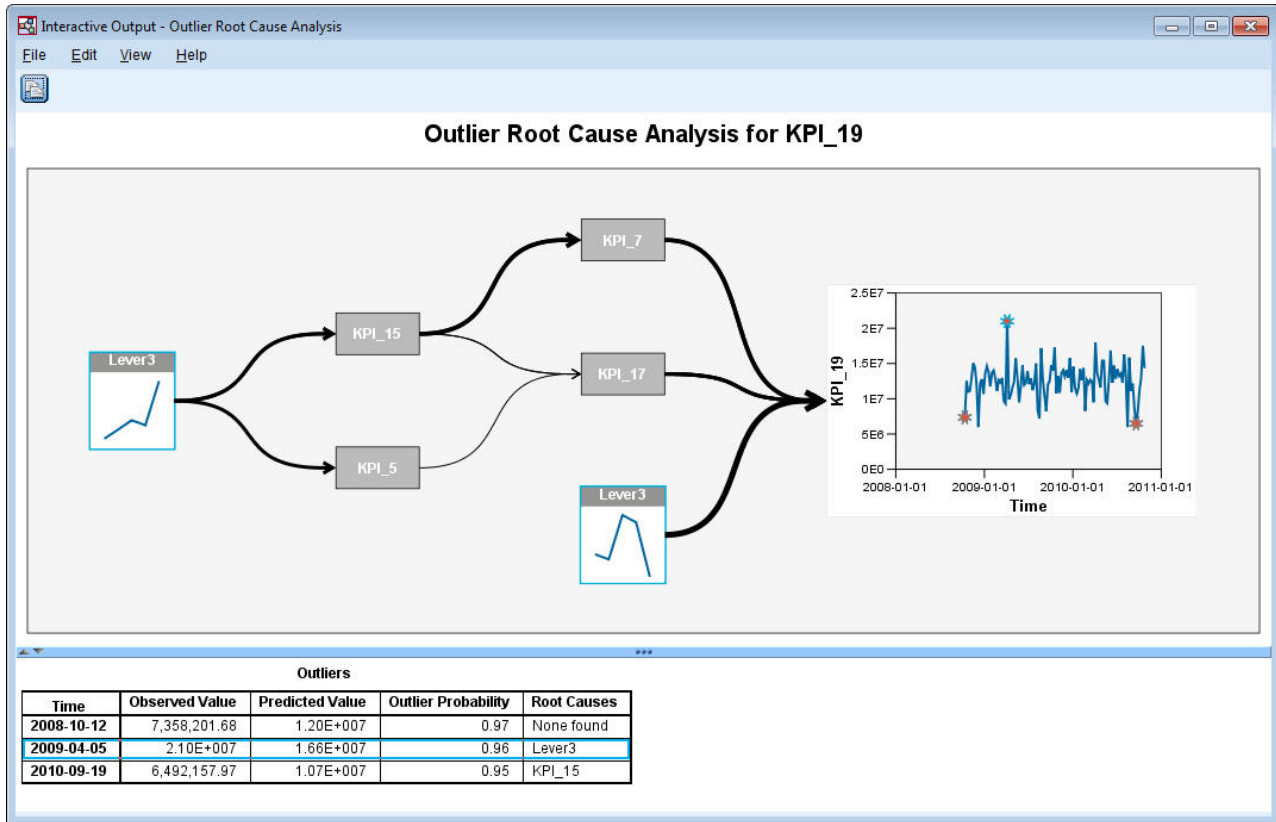 Interactive Output - Outlier Root Cause Analysis
File Edit View Help
Outlier Root Cause Analysis for KPI_19
KPI_7
KPI_15
KPI_17
KPI_5
Lever3
Lever3
KPI_19
2.5E7
2E7
1.5E7
1E7
5E6
0E0
2008-01-01 2009-01-01 2010-01-01 2011-01-01
Time
Outliers
Time Observed Value Predicted Value Outlier Probability Root Causes
2008-10-12 7,358,201.68 1.20E+007 0.97 None found
2009-04-05 2.10E+007 1.66E+007 0.96 Lever3
2010-09-19 6,492,157.97 1.07E+007 0.95 KPI_15